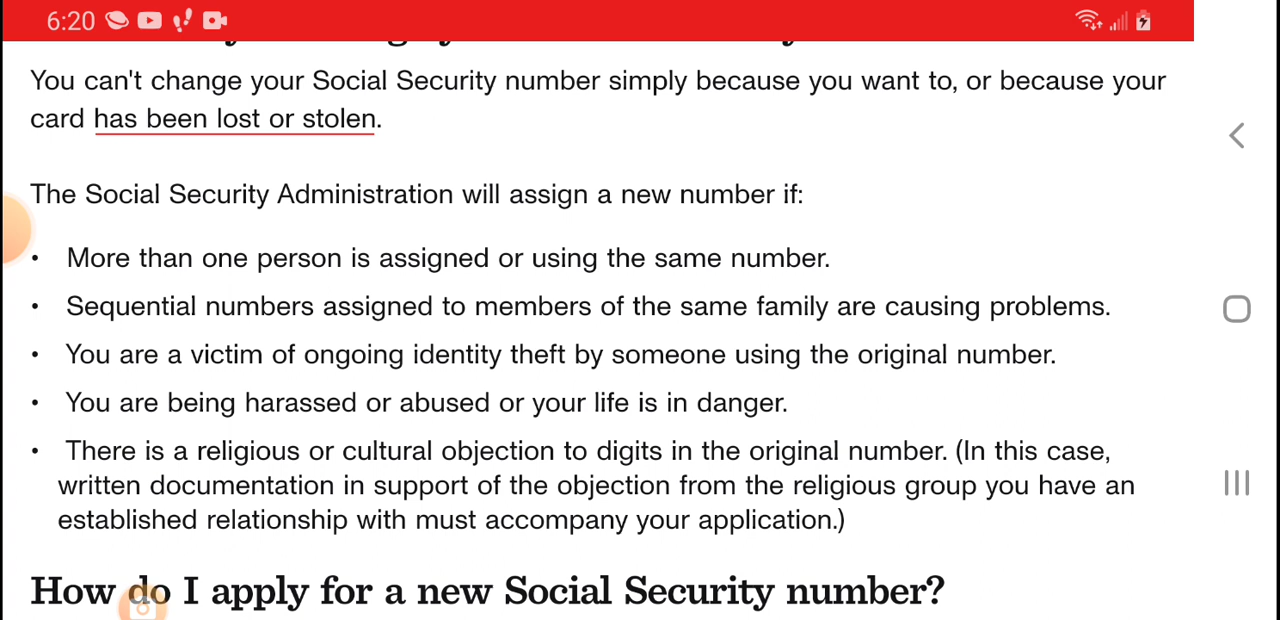 6:20
You can't change your Social Security number simply because you want to, or because your
card has been lost or stolen.
The Social Security Administration will assign a new number if:
• More than one person is assigned or using the same number.
• Sequential numbers assigned to members of the same family are causing problems.
• You are a victim of ongoing identity theft by someone using the original number.
• You are being harassed or abused or your life is in danger.
• There is a religious or cultural objection to digits in the original number. (In this case,
written documentation in support of the objection from the religious group you have an
established relationship with must accompany your application.)
How do I apply for a new Social Security number?